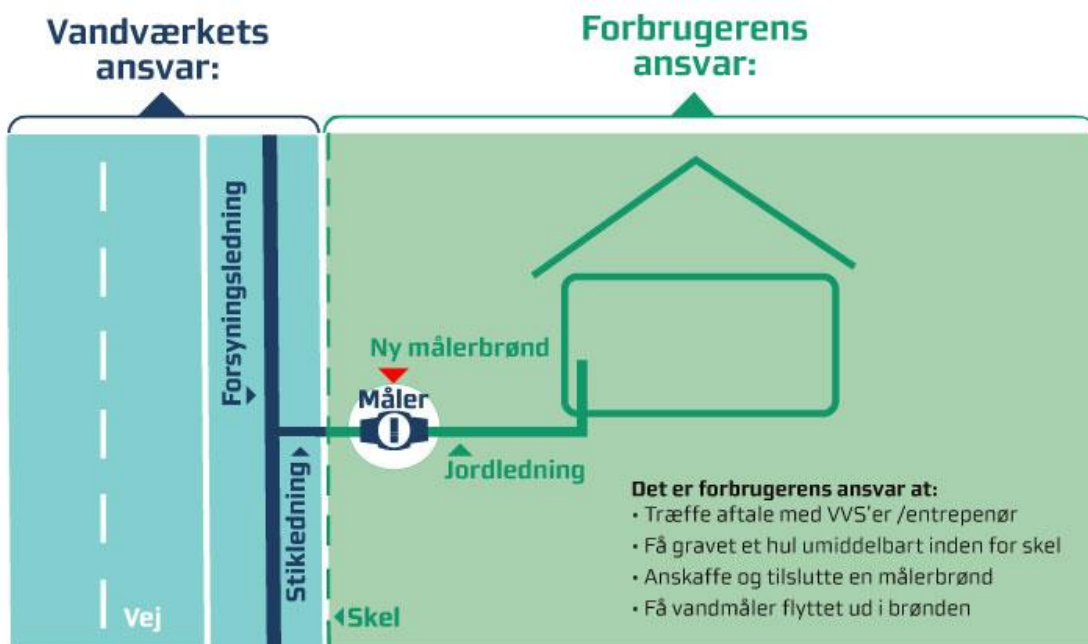 Vandværkets
ansvar:
Forbrugerens
ansvar:
Forsyningsledning
Ny målerbrønd
Måler
Jordledning
Stikledning
Det er forbrugerens ansvar at:
• Træffe aftale med VVS'er /entrepenør
• Få gravet et hul umiddelbart inden for skel
• Anskaffe og tilslutte en målerbrønd
• Få vandmåler flyttet ud i brønden
Vej
Skel